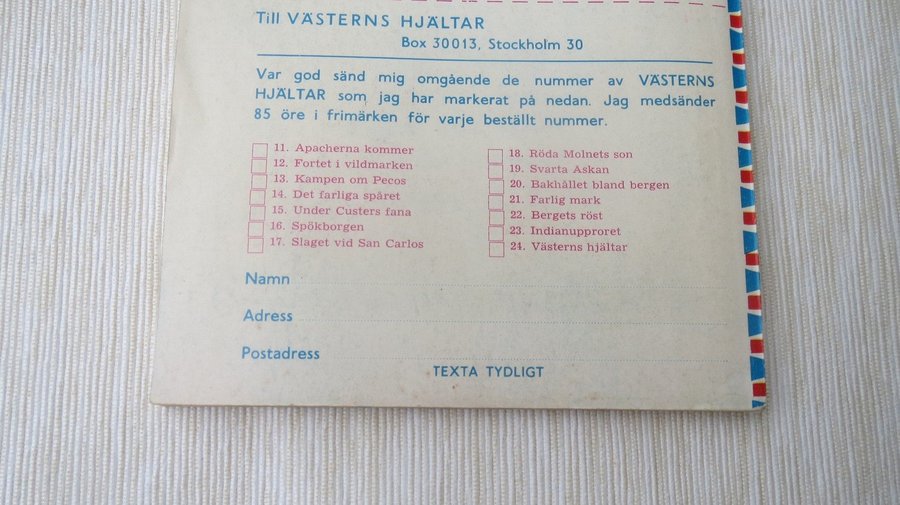 Till VÄSTERNS HJÄLTAR
Box 30013, Stockholm 30
Var god sänd mig omgående de nummer av VÄSTERNS
HJÄLTAR som jag har markerat på nedan. Jag medsänder
85 öre i frimärken för varje beställt nummer.
11. Apacherna kommer
12. Fortet i vildmarken
13. Kampen om Pecos
14. Det farliga spåret
15. Under Custers fana
16. Spökborgen
17. Slaget vid San Carlos
18. Röda Molnets son
19. Svarta Askan
20. Bakhållet bland bergen
21. Farlig mark
22. Bergets röst
23. Indianupproret
24. Västerns hjältar
Namn
Adress
Postadress
TEXTA TYDLIGT